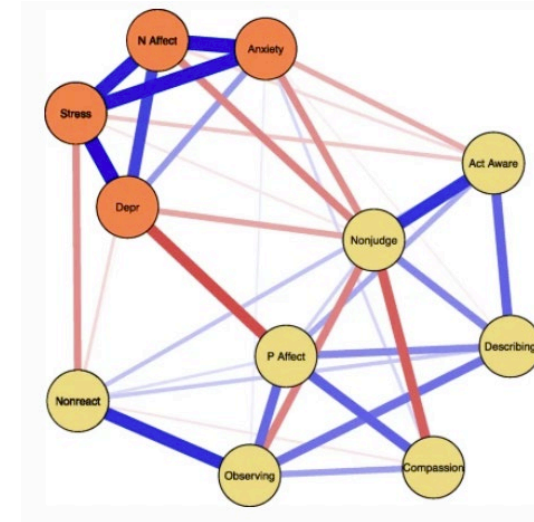 N Affect
Anxiety
Stress
Act Aware
Depr
Nonjudge
Describing
P Affect
Nonreact
Compassion
Observing